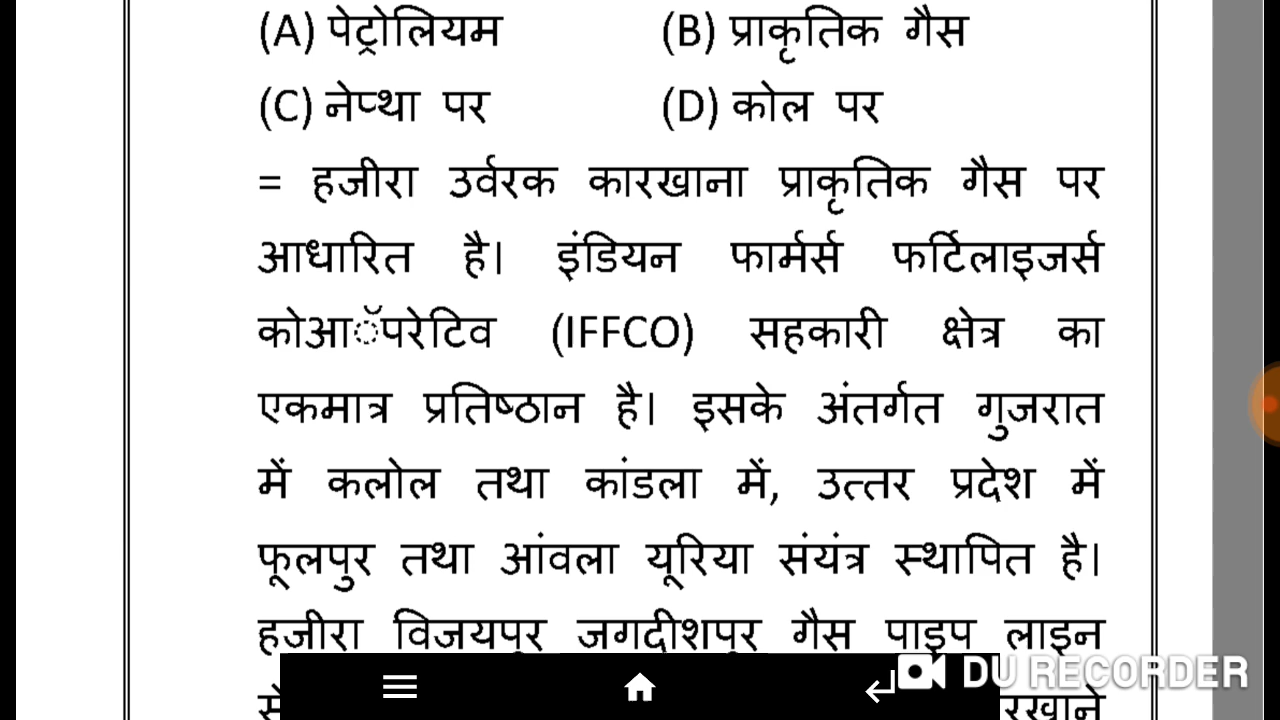 (A) पेट्रोलियम (B) प्राकृतिक गैस
(C) नेप्था पर (D) कोल पर
= हजीरा उर्वरक कारखाना प्राकृतिक गैस पर
आधारित है। इंडियन फार्मर्स फर्टिलाइजर्स
कोआॅपरेटिव (IFFCO) सहकारी क्षेत्र का
एकमात्र प्रतिष्ठान है। इसके अंतर्गत गुजरात
में कलोल तथा कांडला में, उत्तर प्रदेश में
फूलपुर तथा आंवला यूरिया संयंत्र स्थापित है।
हजीरा विजयपुर जगदीशपुर गैस पाइप लाइन
DU RECORDER